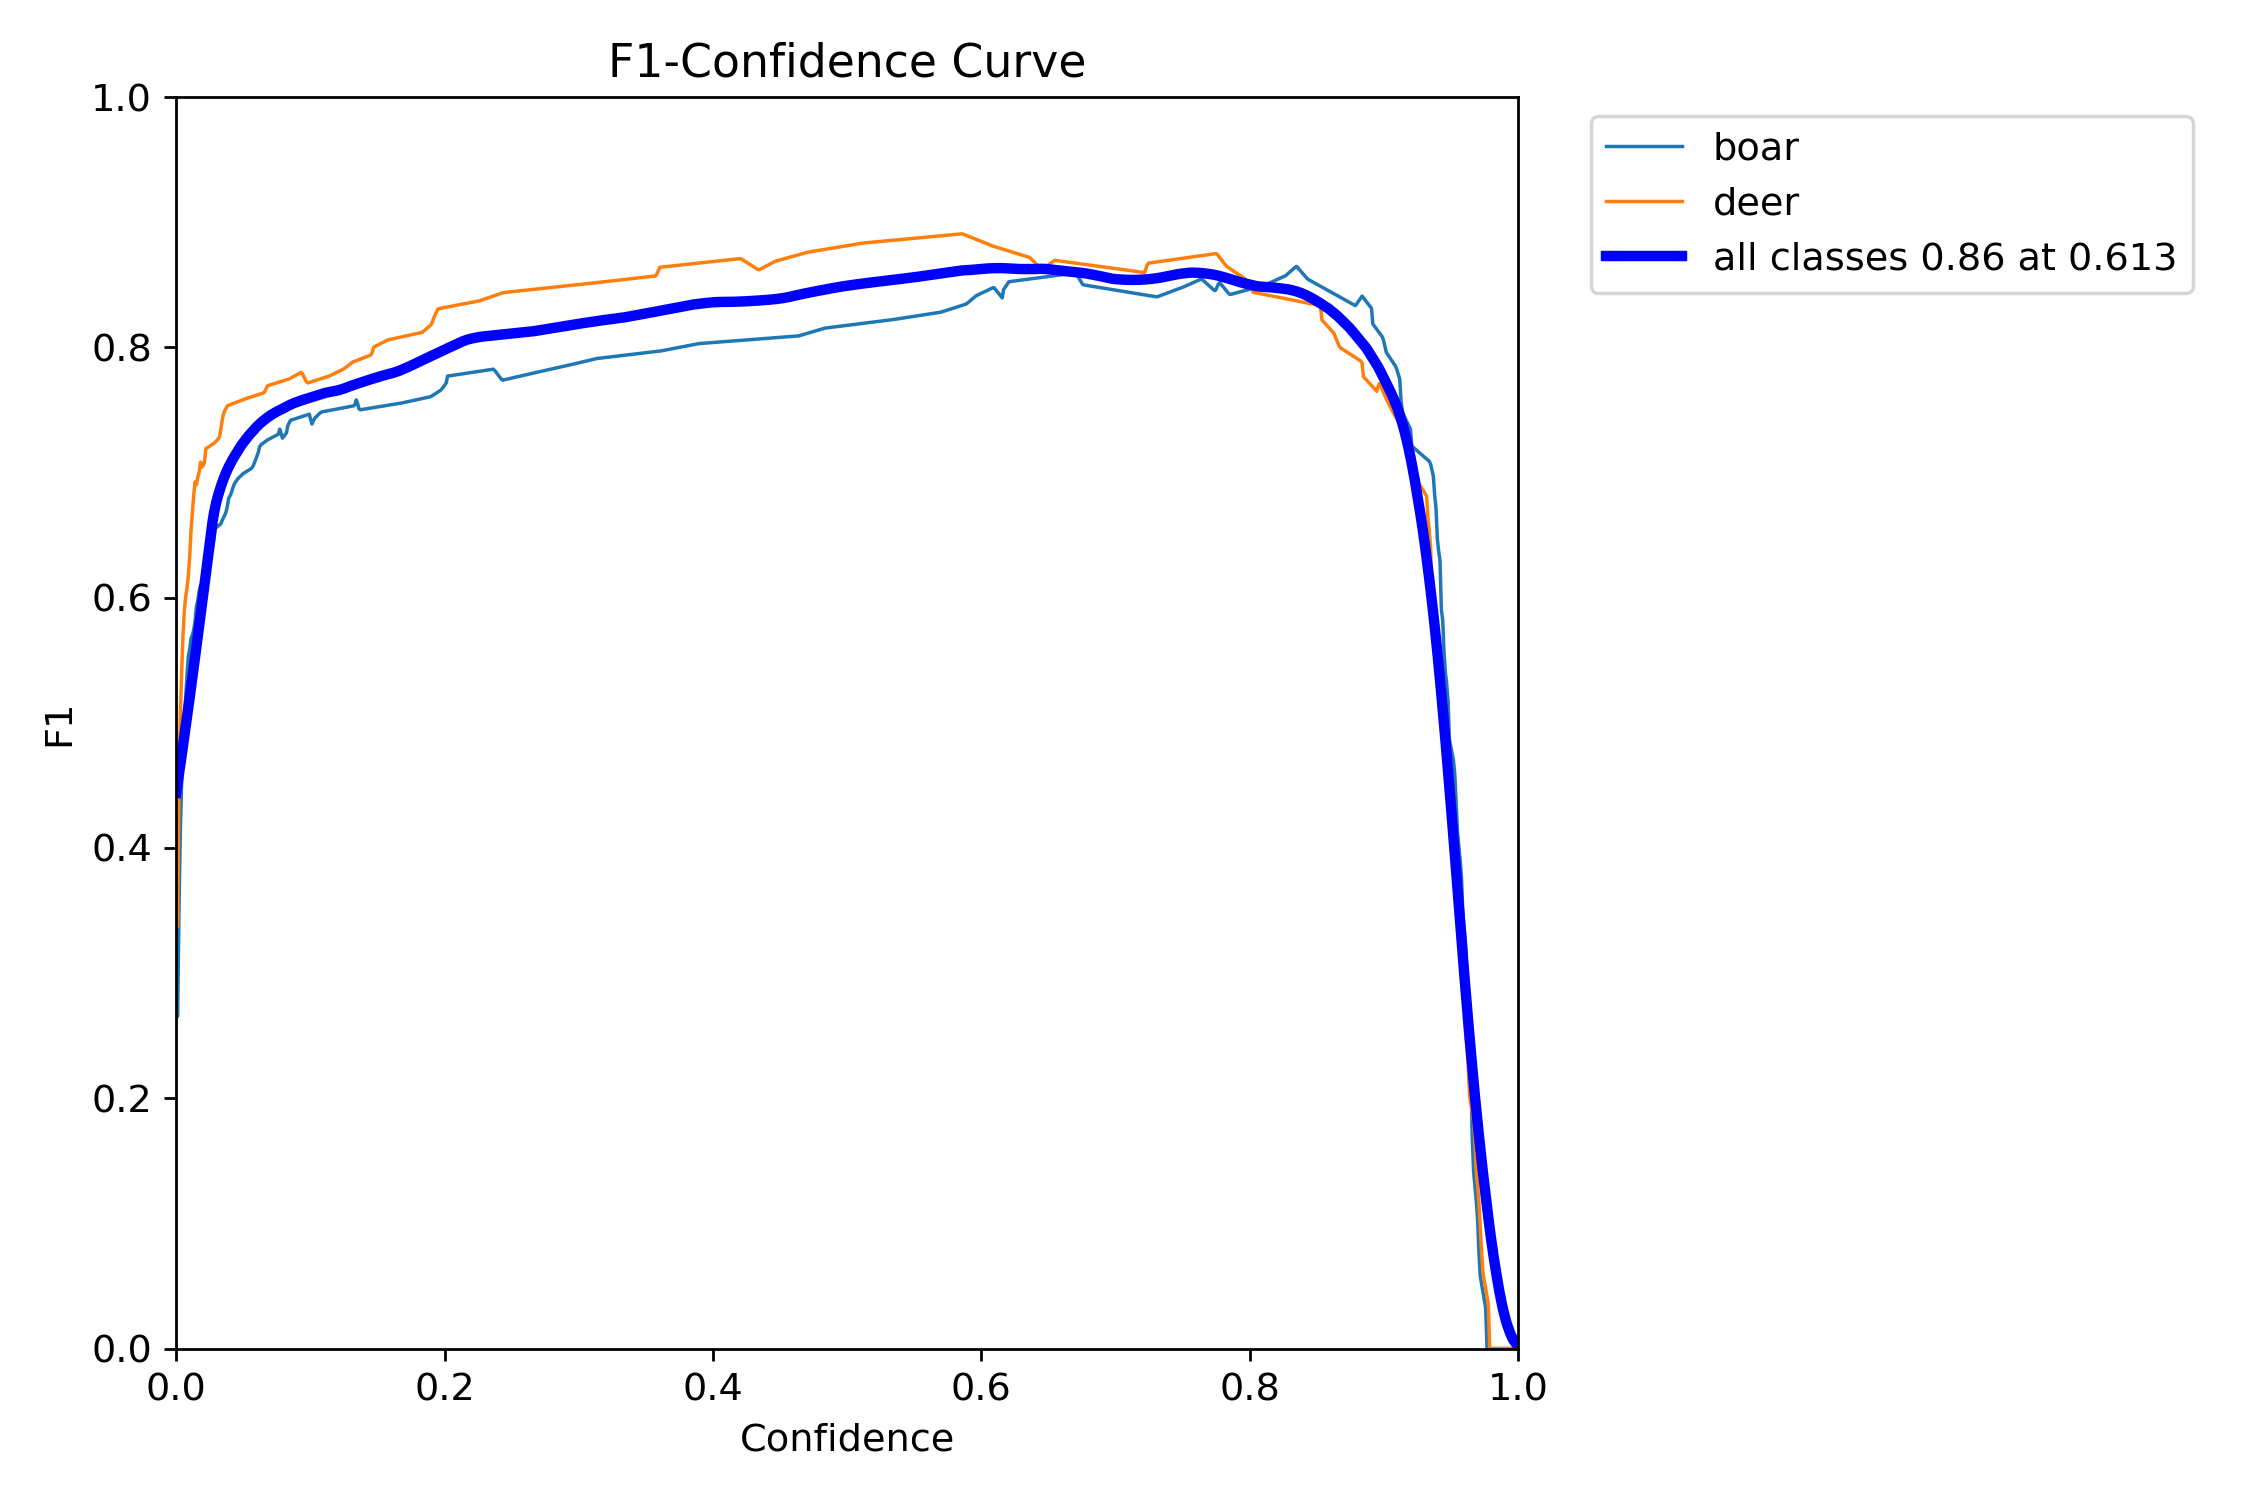 F1-Confidence Curve
1.0
0.8
0.6
0.4
0.2
0.0
F1
0.0 0.2 0.4 0.6 0.8 1.0
Confidence
boar
deer
all classes 0.86 at 0.613